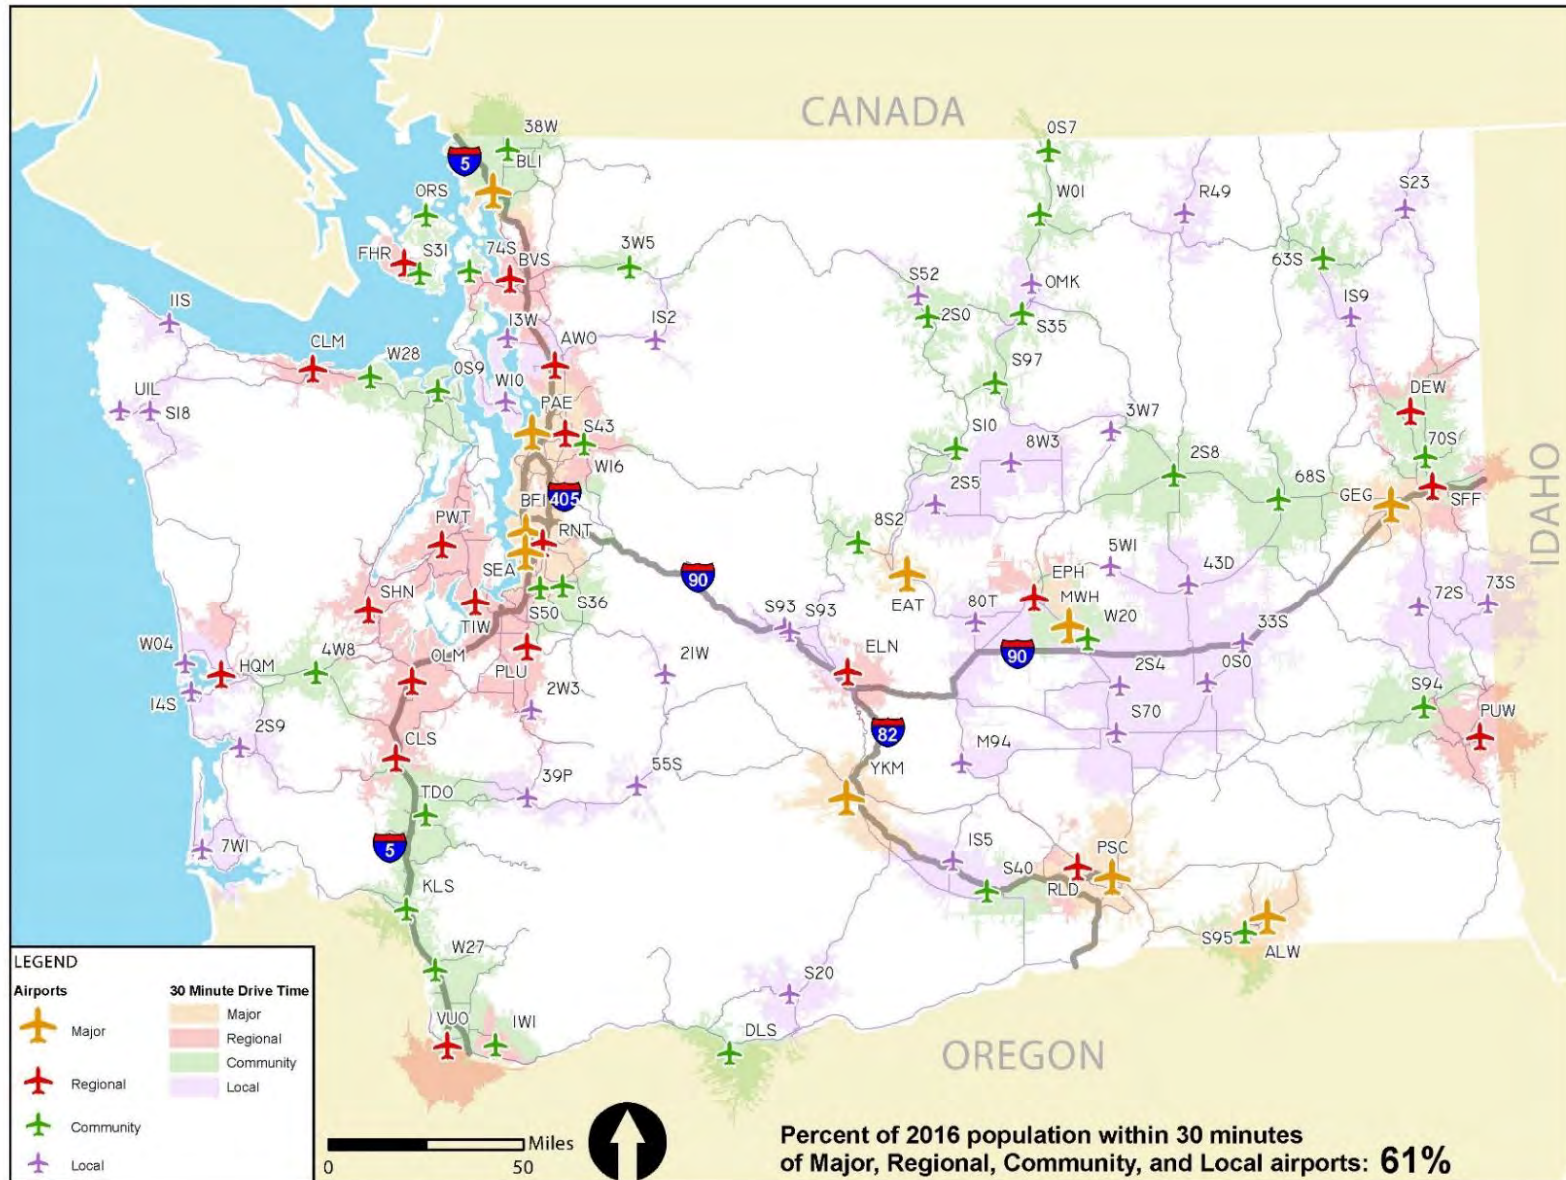 CANADA
38W
0S7
5
BLI
ORS
W0I
R49
S23
FHR
S3I
74S
BVS
3W5
63S
S52
OMK
IIS
2S0
IS9
I3W
IS2
S35
CLM
AWO
W28
0S9
S97
UIL
SI8
WI0
DEW
PAE
S43
3W7
SI0
8W3
70S
WI6
2S8
IDAHO
405
2S5
68S
GEG
BFI
SFF
PWT
RNT
8S2
SEA
90
5WI
43D
EPH
SHN
EAT
MWH
72S
73S
TIW
S50
S36
S93
S93
80T
W20
33S
W04
4W8
OLM
HQM
PLU
2IW
ELN
90
2S4
0S0
I4S
2W3
S94
PUW
2S9
82
S70
CLS
M94
39P
55S
YKM
TDO
7WI
5
IS5
PSC
S40
KLS
RLD
S95
ALW
W27
S20
VUO
IWI
DLS
OREGON
LEGEND
Airports
Major
Regional
Community
Local
30 Minute Drive Time
Major
Regional
Community
Local
Miles
0 50
Percent of 2016 population within 30 minutes
of Major, Regional, Community, and Local airports: 61%